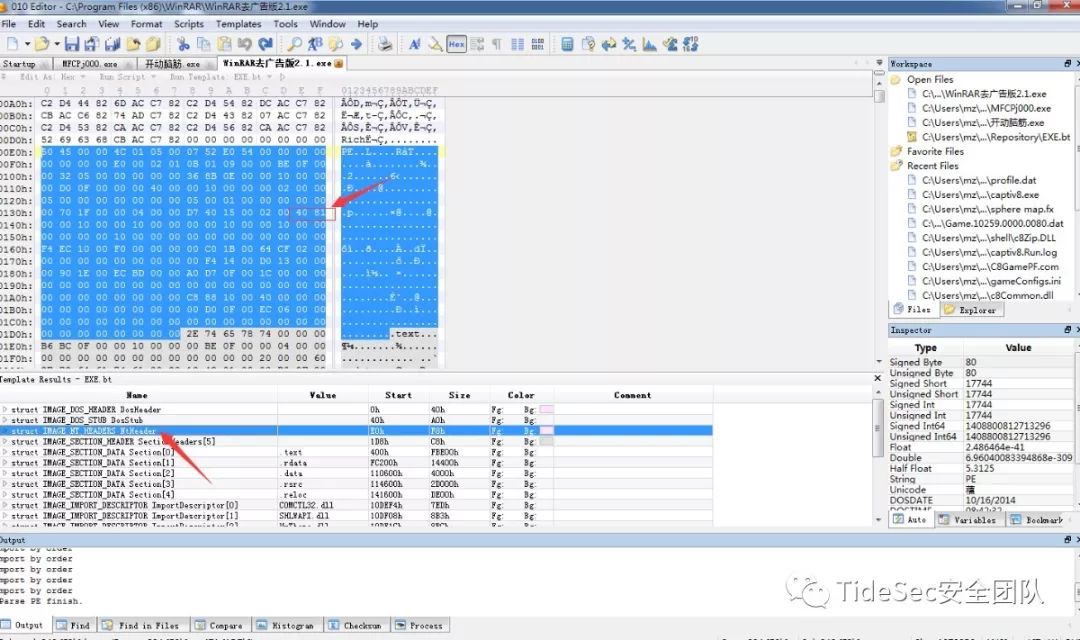 010 Editor - C:\Program Files (x86)\WinRAR\WinRAR去广告版2.1.exe
File Edit Search View Format Scripts Templates Tools Window Help
Startup MFCPj000.exe 开动脑筋.exe WinRAR去广告版2.1.exe
Edit As: Hex Run Script Run Template: EXE.bt
0 1 2 3 4 5 6 7 8 9 A B C D E F 0123456789ABCDEF
00A0h: C2 D4 44 82 6D AC C7 82 C2 D4 54 82 DC AC C7 82
00B0h: CB AC C6 82 74 AD C7 82 C2 D4 43 82 07 AC C7 82
00C0h: C2 D4 53 82 CA AC C7 82 C2 D4 56 82 CA AC C7 82
00D0h: 52 69 63 68 CB AC C7 82 00 00 00 00 00 00 00 00
00E0h: 50 45 00 00 4C 01 05 00 07 52 E0 54 00 00 00 00
00F0h: 00 00 00 00 E0 00 02 01 0B 01 09 00 00 BE 0F 00
0100h: 00 32 05 00 00 00 00 00 36 8B 0E 00 00 10 00 00
0110h: 00 D0 0F 00 00 00 40 00 00 10 00 00 00 02 00 00
0120h: 05 00 00 00 00 00 00 00 05 00 01 00 00 00 00 00
0130h: 00 70 1F 00 00 04 00 00 D7 40 15 00 02 00 40 81
0140h: 00 00 10 00 00 10 00 00 00 00 10 00 00 10 00 00
0150h: 00 00 00 00 10 00 00 00 00 00 00 00 00 00 00 00
0160h: F4 EC 10 00 F0 00 00 00 00 C0 1B 00 64 CF 02 00
0170h: 00 00 00 00 00 00 00 00 00 F4 14 00 D0 13 00 00
0180h: 00 90 1E 00 EC BD 00 00 A0 D7 0F 00 1C 00 00 00
0190h: 00 00 00 00 00 00 00 00 00 00 00 00 00 00 00 00
01A0h: 00 00 00 00 00 00 00 00 C8 88 10 00 40 00 00 00
01B0h: 00 00 00 00 00 00 00 00 00 D0 0F 00 EC 06 00 00
01C0h: 00 00 00 00 00 00 00 00 00 00 00 00 00 00 00 00
01D0h: 00 00 00 00 00 00 00 00 2E 74 65 78 74 00 00 00 .text...
01E0h: B6 BC 0F 00 00 10 00 00 00 BE 0F 00 00 04 00 00
01F0h: 00 00 00 00 00 00 00 00 00 00 00 00 20 00 00 60
Template Results - EXE.bt
Name Value Start Size Color Comment
struct IMAGE_DOS_HEADER DosHeader 0h 40h Fg: Bg:
struct IMAGE_DOS_STUB DosStub 40h A0h Fg: Bg:
struct IMAGE_NT_HEADERS NtHeader E0h F8h Fg: Bg:
struct IMAGE_SECTION_HEADER SectionHeaders[5] 1D8h C8h Fg: Bg:
struct IMAGE_SECTION_DATA Section[0] .text 400h FBE00h Fg: Bg:
struct IMAGE_SECTION_DATA Section[1] .rdata FC200h 14400h Fg: Bg:
struct IMAGE_SECTION_DATA Section[2] .data 110600h 4000h Fg: Bg:
struct IMAGE_SECTION_DATA Section[3] .rsrc 114600h 2D000h Fg: Bg:
struct IMAGE_SECTION_DATA Section[4] .reloc 141600h DE00h Fg: Bg:
struct IMAGE_IMPORT_DESCRIPTOR ImportDescriptor[0] COMCTL32.dll 10DEF4h 7EDh Fg: Bg:
struct IMAGE_IMPORT_DESCRIPTOR ImportDescriptor[1] SHLWAPI.dll 10DF08h 8B3h Fg: Bg:
Output
mport by order
mport by order
mport by order
mport by order
mport by order
Parse PE finish.
Output Find Find in Files Compare Histogram Checksum Process
Workspace
Open Files
C:\...\WinRAR去广告版2.1.exe
C:\Users\mz\...\MFCPj000.exe
C:\Users\mz\...\开动脑筋.exe
C:\Users\mz\...\Repository\EXE.bt
Favorite Files
Recent Files
C:\Users\mz\...\profile.dat
C:\Users\mz\...\captiv8.exe
C:\Users\mz\...\sphere map.fx
C:\...\Game.10259.0000.0080.dat
C:\Users\mz\...\shell\c8Zip.DLL
C:\Users\mz\...\captiv8.Run.log
C:\Users\mz\...\C8GamePF.com
C:\Users\mz\...\gameConfigs.ini
C:\Users\mz\...\c8Common.dll
Files Explorer
Inspector
Type Value
Signed Byte 80
Unsigned Byte 80
Signed Short 17744
Unsigned Short 17744
Signed Int 17744
Unsigned Int 17744
Signed Int64 1408800812713296
Unsigned Int64 1408800812713296
Float 2.486464e-41
Double 6.96040083394868e-309
Half Float 5.3125
String PE
Unicode
DOSDATE 10/16/2014
Auto Variables Bookmark
TideSec安全团队